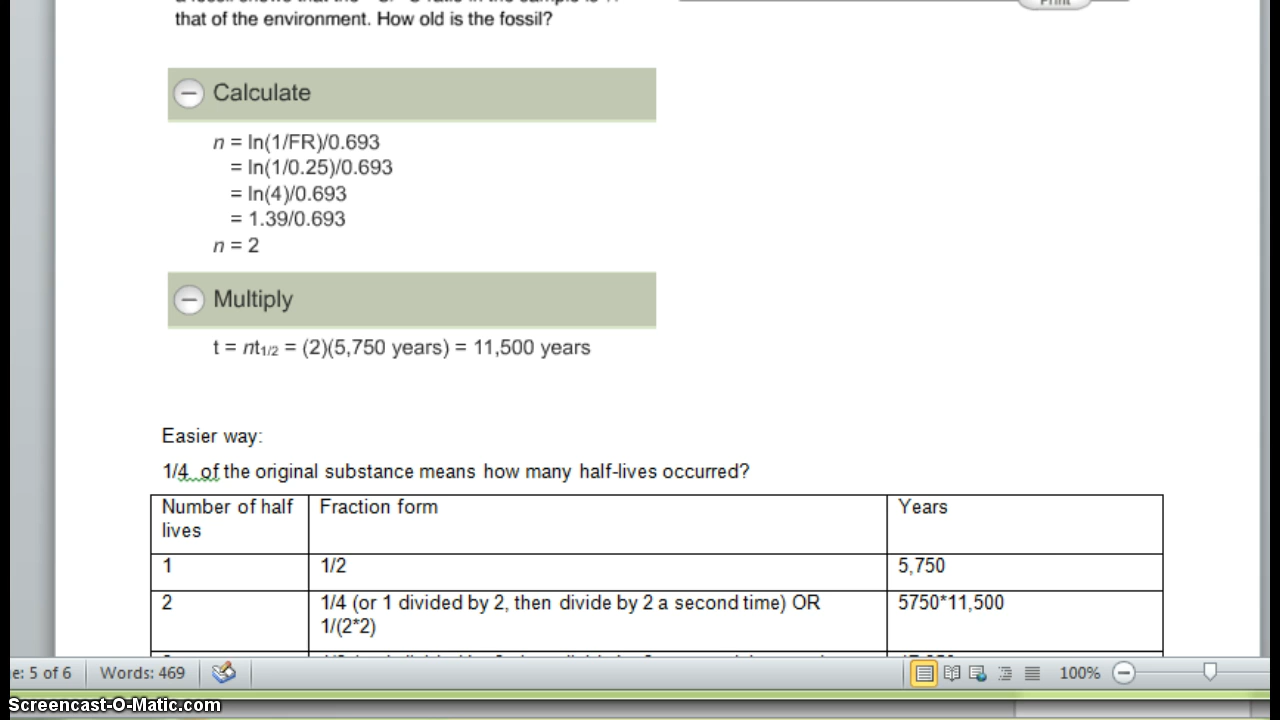 that of the environment. How old is the fossil?
Print
Calculate
n = ln(1/FR)/0.693
= ln(1/0.25)/0.693
= ln(4)/0.693
= 1.39/0.693
n = 2
Multiply
t = nt1/2 = (2)(5,750 years) = 11,500 years
Easier way:
1/4 of the original substance means how many half-lives occurred?
Number of half
lives
Fraction form
Years
1
1/2
5,750
2
1/4 (or 1 divided by 2, then divide by 2 a second time) OR
1/(2*2)
5750*11,500
e: 5 of 6
Words: 469
100%
Screencast-O-Matic.com